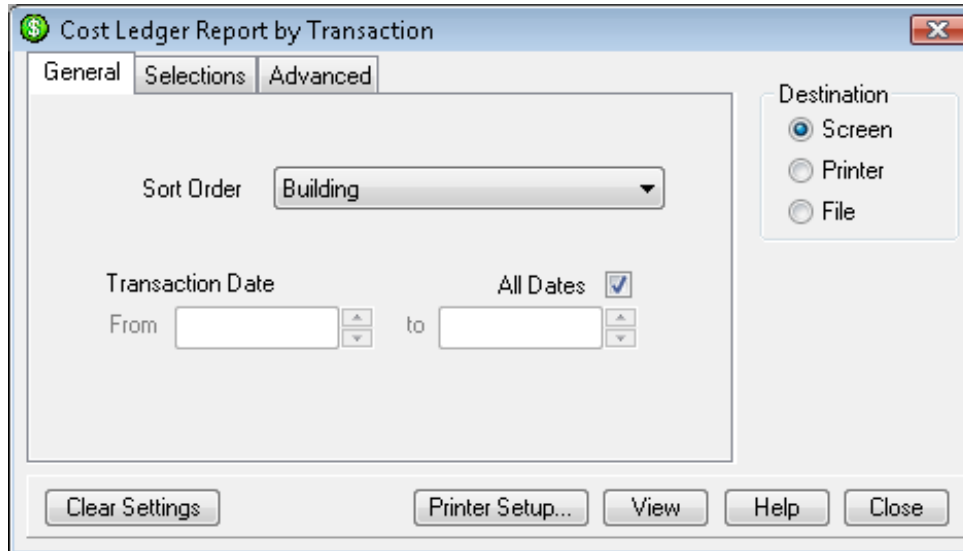 Cost Ledger Report by Transaction
General Selections Advanced
Destination
Screen
Sort Order Building
Printer
File
Transaction Date All Dates
From to
Clear Settings Printer Setup... View Help Close